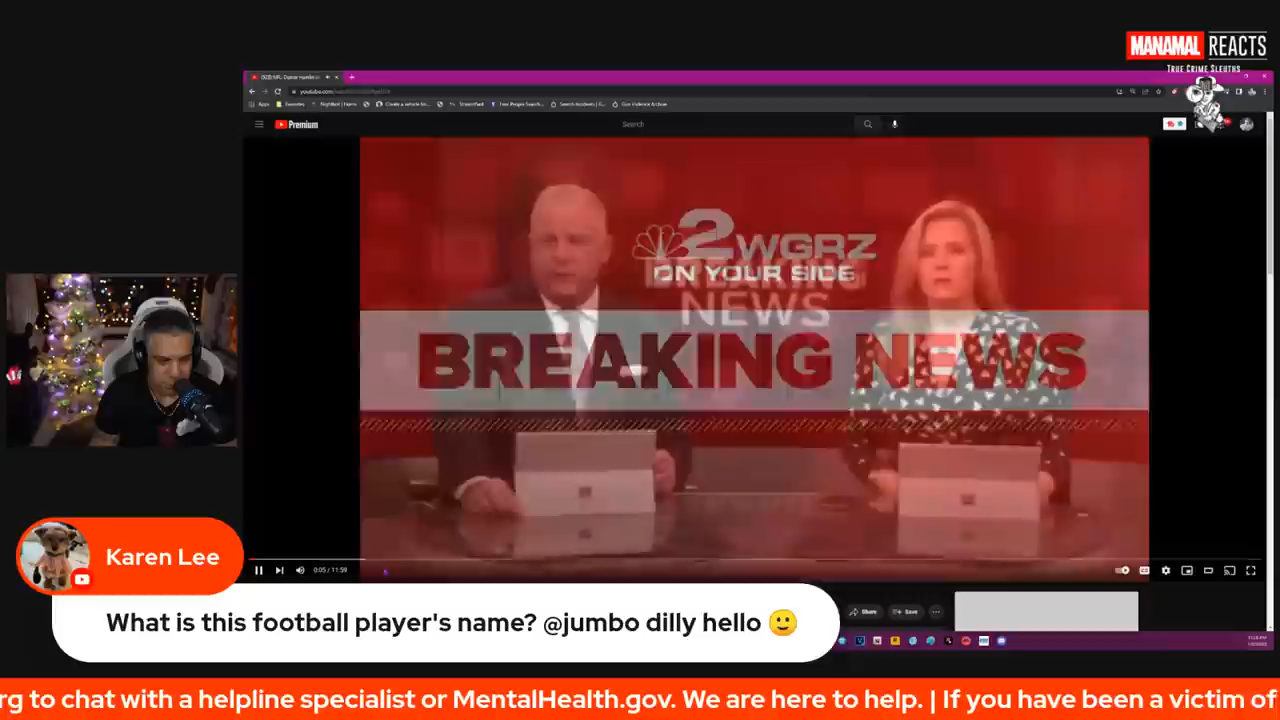 MANAMAL REACTS
TRUE CRIME SLEUTHS
Premium
Search
2 WGRZ
ON YOUR SIDE
BREAKING
NEWS
BREAKING NEWS
0:05 / 11:59
Share
Save
Karen Lee
What is this football player's name? @jumbo dilly hello 🙂
rg to chat with a helpline specialist or MentalHealth.gov. We are here to help. | If you have been a victim of